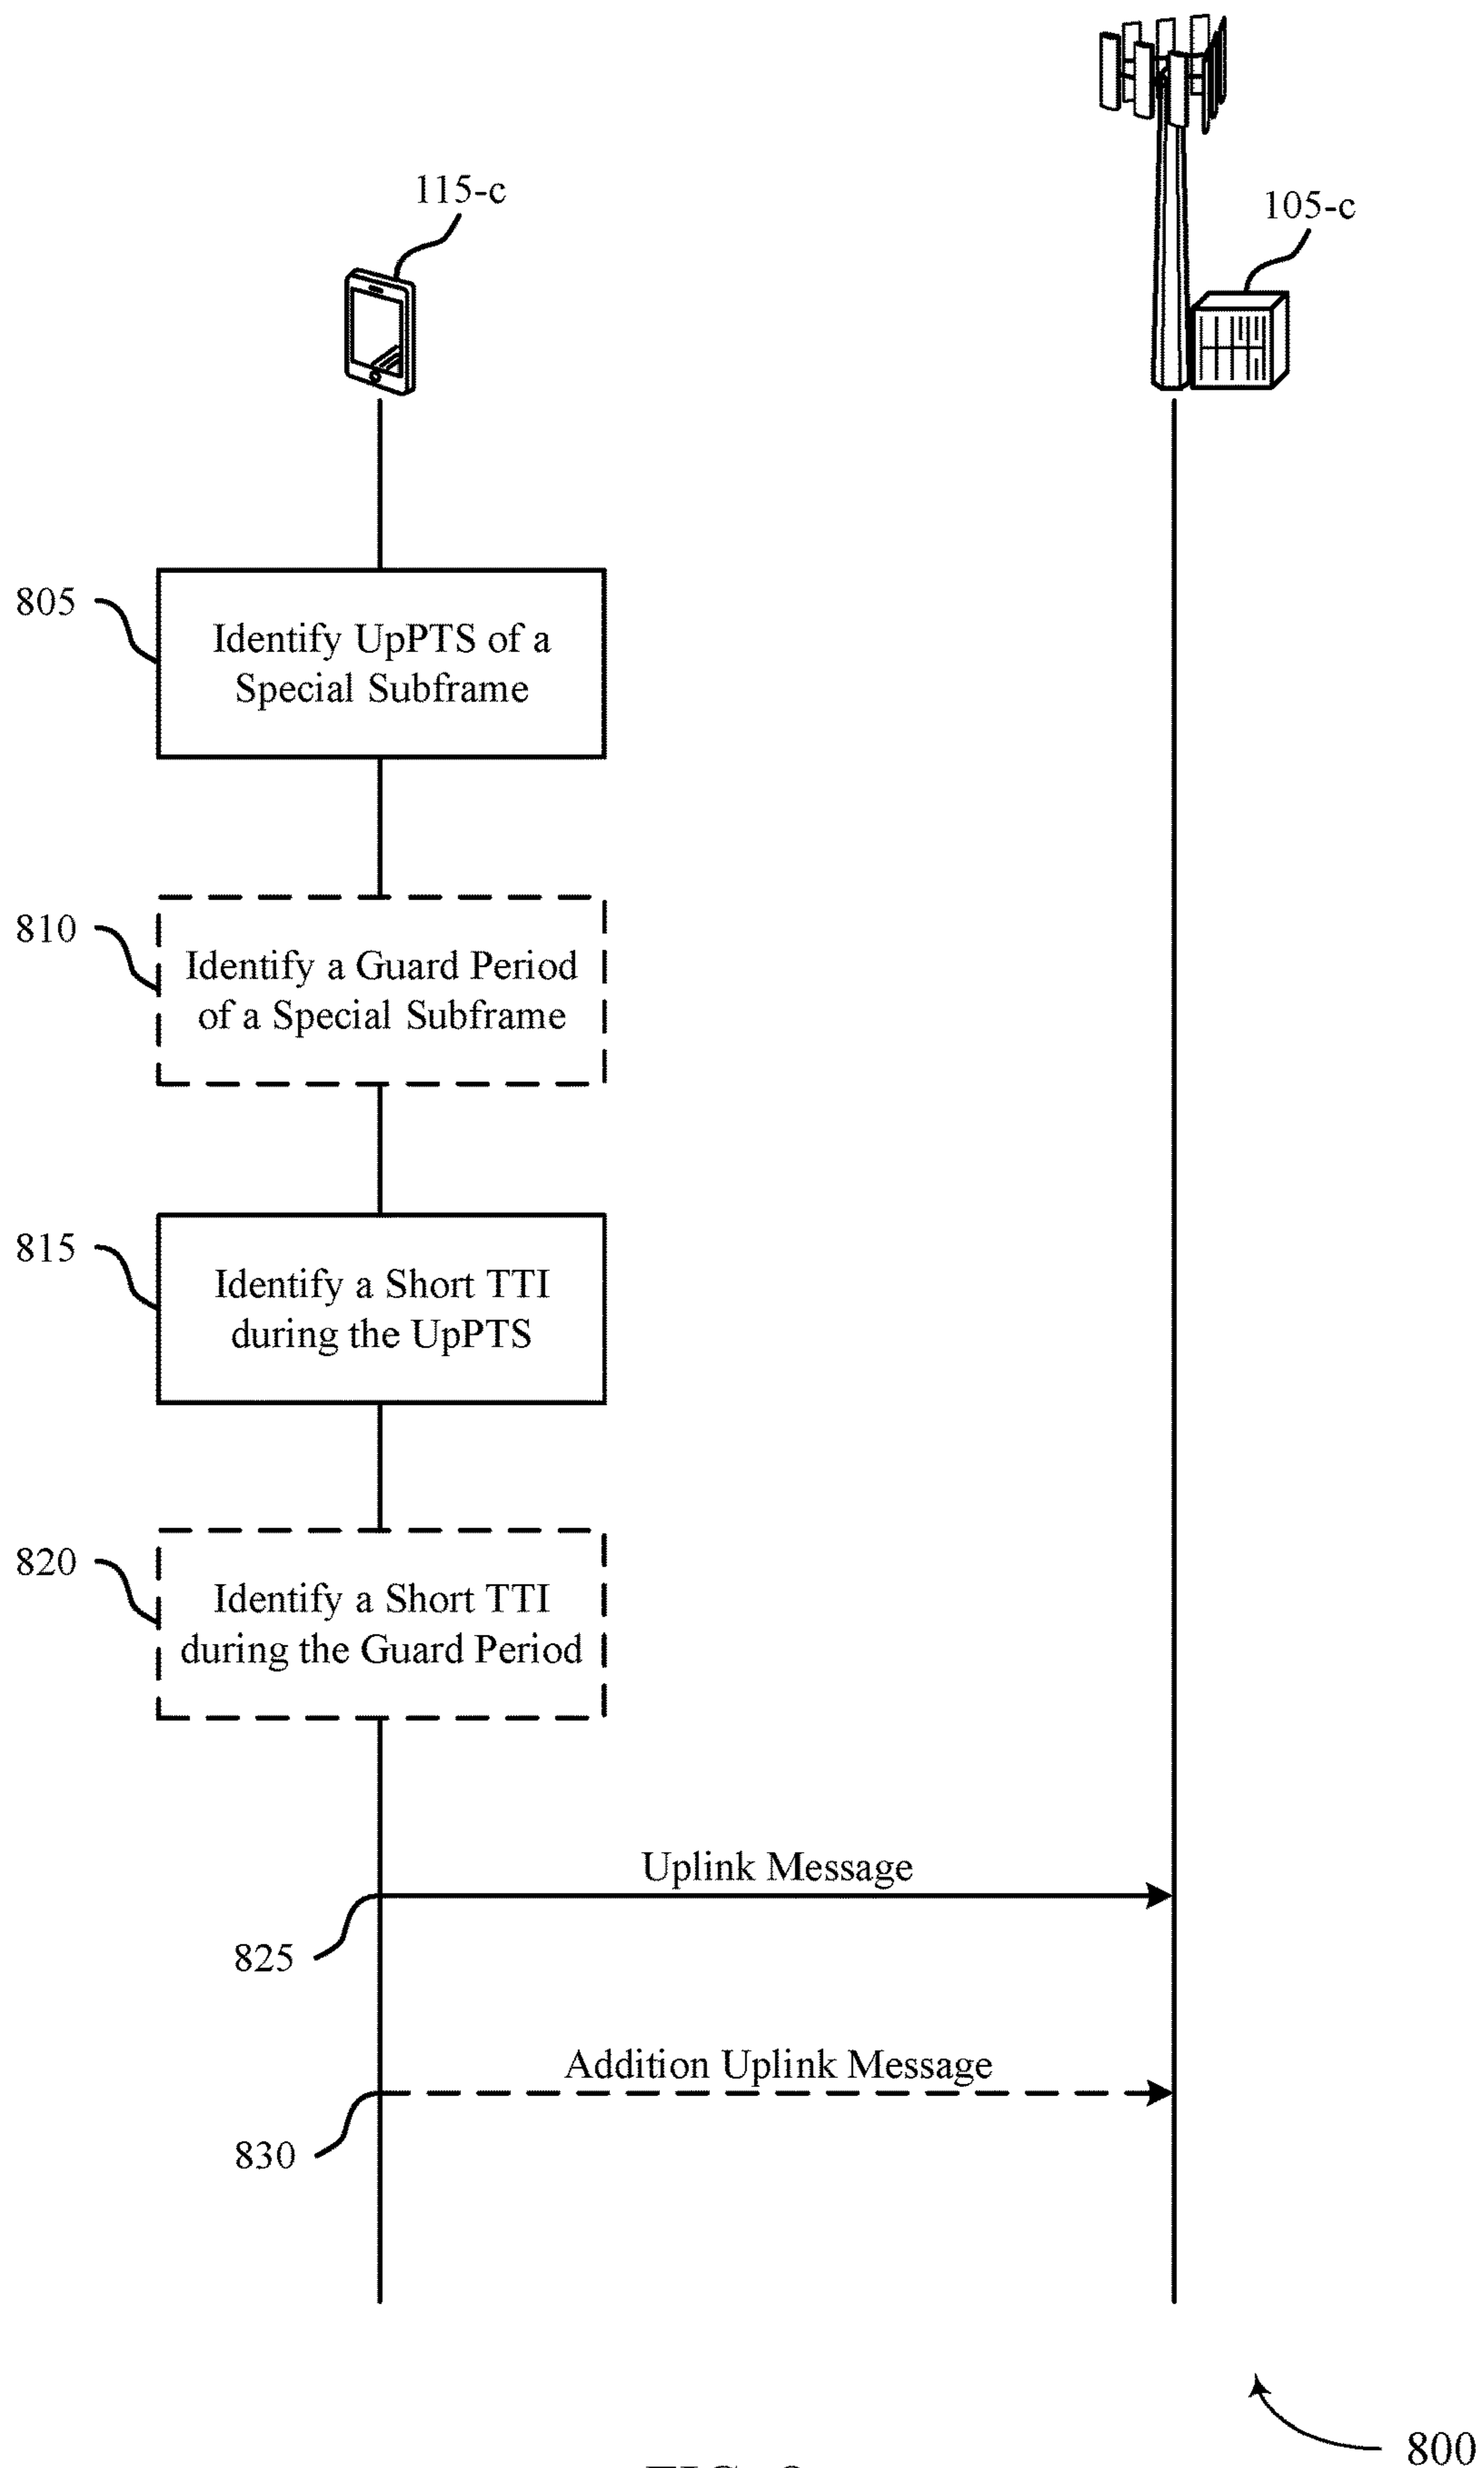 115-c
105-c
805
Identify UpPTS of a
Special Subframe
810
Identify a Guard Period
of a Special Subframe
815
Identify a Short TTI
during the UpPTS
820
Identify a Short TTI
during the Guard Period
Uplink Message
825
Addition Uplink Message
830
800